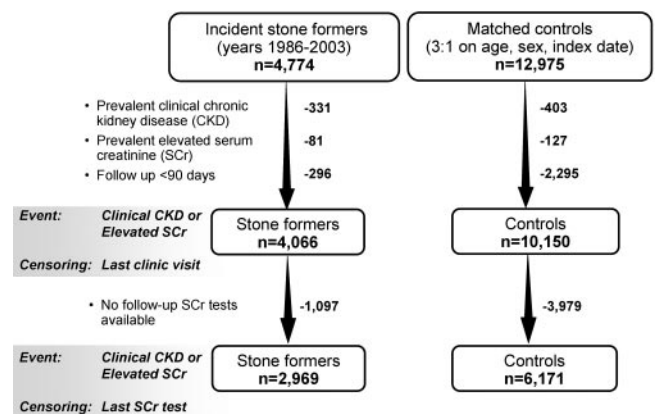 Incident stone formers
(years 1986-2003)
n=4,774
Matched controls
(3:1 on age, sex, index date)
n=12,975
• Prevalent clinical chronic
kidney disease (CKD)
-331
-403
• Prevalent elevated serum
creatinine (SCr)
-81
-127
• Follow up <90 days
-296
-2,295
Event: Clinical CKD or
Elevated SCr
Censoring: Last clinic visit
Stone formers
n=4,066
Controls
n=10,150
• No follow-up SCr tests
available
-1,097
-3,979
Event: Clinical CKD or
Elevated SCr
Censoring: Last SCr test
Stone formers
n=2,969
Controls
n=6,171